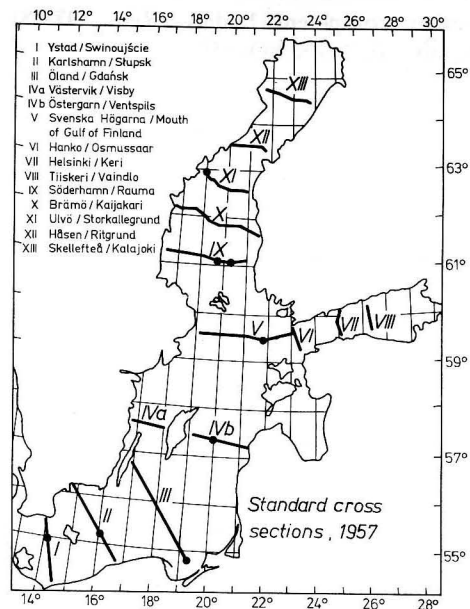 10° 12° 14° 16° 18° 20° 22° 24° 26° 28° 30°
I Ystad / Swinoujście
II Karlshamn / Słupsk
III Öland / Gdańsk
IVa Västervik / Visby
IVb Östergarn / Ventspils
V Svenska Högarna / Mouth
of Gulf of Finland
VI Hanko / Osmussaar
VII Helsinki / Keri
VIII Tiiskeri / Vaindlo
IX Söderhamn / Rauma
X Brämö / Kaijakari
XI Ulvö / Storkallegrund
XII Håsen / Ritgrund
XIII Skellefteå / Kalajoki
XIII
65°
XII
63°
XI
X
IX
61°
V
VI
VII
VIII
59°
IVa
IVb
57°
III
II
I
Standard cross
sections, 1957
55°
14° 16° 18° 20° 22° 24° 26° 28°